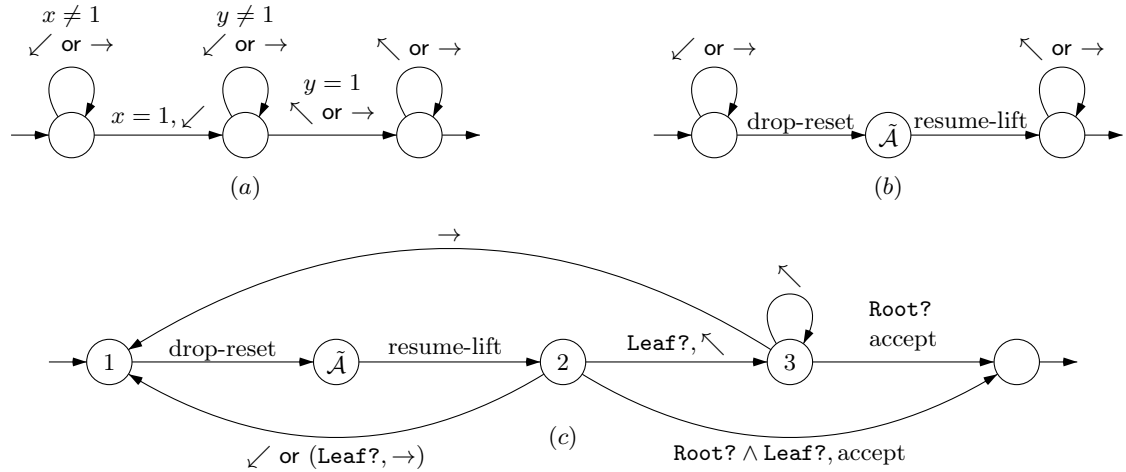 x ≠ 1
↙ or →
y ≠ 1
↙ or →
↖ or →
x = 1, ↙
y = 1
↖ or →
(a)
↙ or →
↖ or →
drop-reset
Ã
resume-lift
(b)
→
↖
1
drop-reset
Ã
resume-lift
2
Leaf?, ↖
3
Root?
accept
↙ or (Leaf?, →)
(c)
Root? ∧ Leaf?, accept